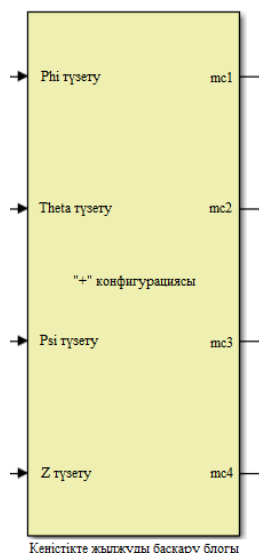 Phi түзету mc1
Theta түзету mc2
"+" конфигурациясы
Psi түзету mc3
Z түзету mc4
Кеңістікте жылжуды басқару блогы